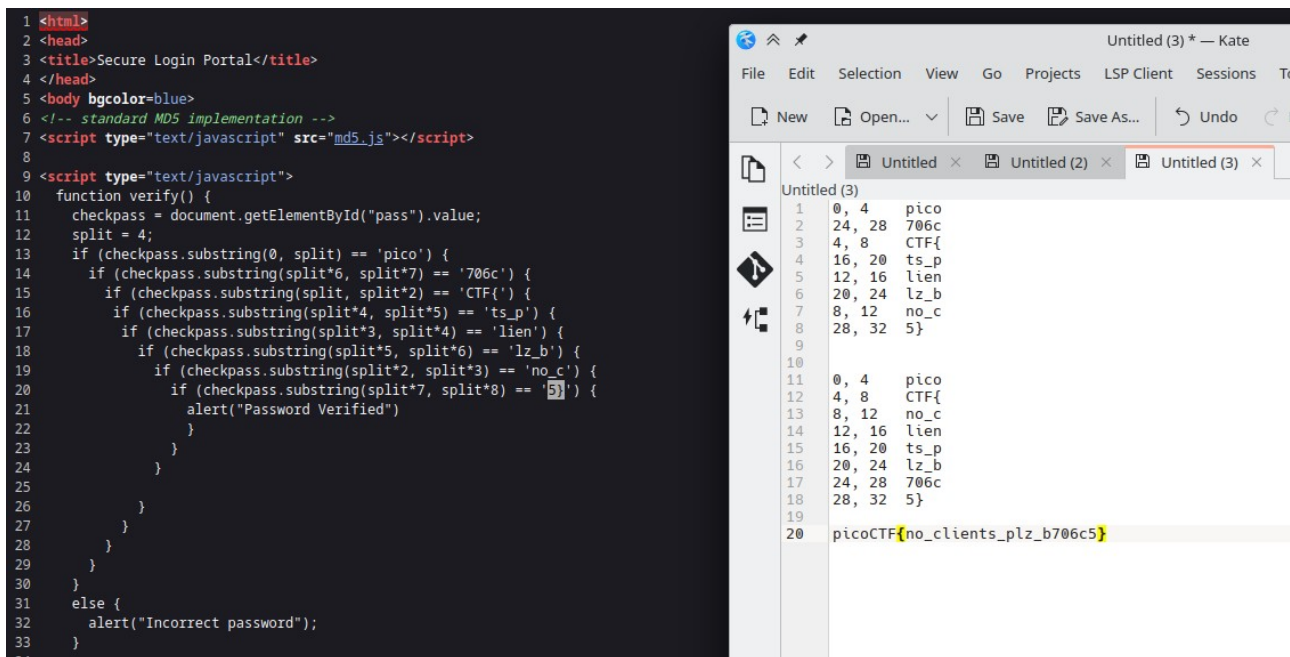 1 <html>
2 <head>
3 <title>Secure Login Portal</title>
4 </head>
5 <body bgcolor=blue>
6 <!-- standard MD5 implementation -->
7 <script type="text/javascript" src="md5.js"></script>
8
9 <script type="text/javascript">
10 function verify() {
11 checkpass = document.getElementById("pass").value;
12 split = 4;
13 if (checkpass.substring(0, split) == 'pico') {
14 if (checkpass.substring(split*6, split*7) == '706c') {
15 if (checkpass.substring(split, split*2) == 'CTF{') {
16 if (checkpass.substring(split*4, split*5) == 'ts_p') {
17 if (checkpass.substring(split*3, split*4) == 'lien') {
18 if (checkpass.substring(split*5, split*6) == 'lz_b') {
19 if (checkpass.substring(split*2, split*3) == 'no_c') {
20 if (checkpass.substring(split*7, split*8) == '5}') {
21 alert("Password Verified")
22 }
23 }
24 }
25
26 }
27 }
28 }
29 }
30 }
31 else {
32 alert("Incorrect password");
33 }
Untitled (3) * — Kate
File Edit Selection View Go Projects LSP Client Sessions
New Open... Save Save As... Undo
Untitled Untitled (2) Untitled (3)
Untitled (3)
1 0, 4 pico
2 24, 28 706c
3 4, 8 CTF{
4 16, 20 ts_p
5 12, 16 lien
6 20, 24 lz_b
7 8, 12 no_c
8 28, 32 5}
9
10
11 0, 4 pico
12 4, 8 CTF{
13 8, 12 no_c
14 12, 16 lien
15 16, 20 ts_p
16 20, 24 lz_b
17 24, 28 706c
18 28, 32 5}
19
20 picoCTF{no_clients_plz_b706c5}